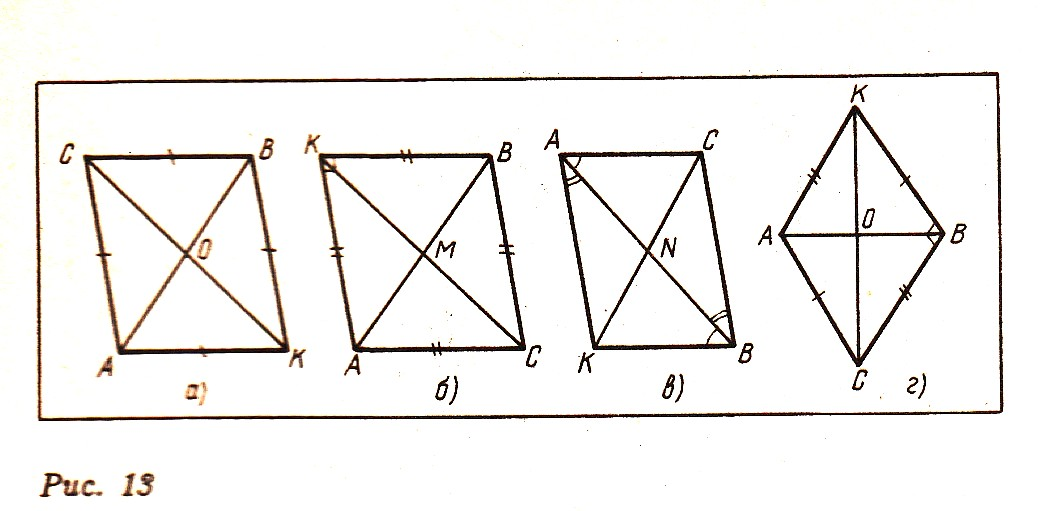 К
С В К В А С
О М N А О В
А К А С К В С
а) б) в) г)
Рис. 13